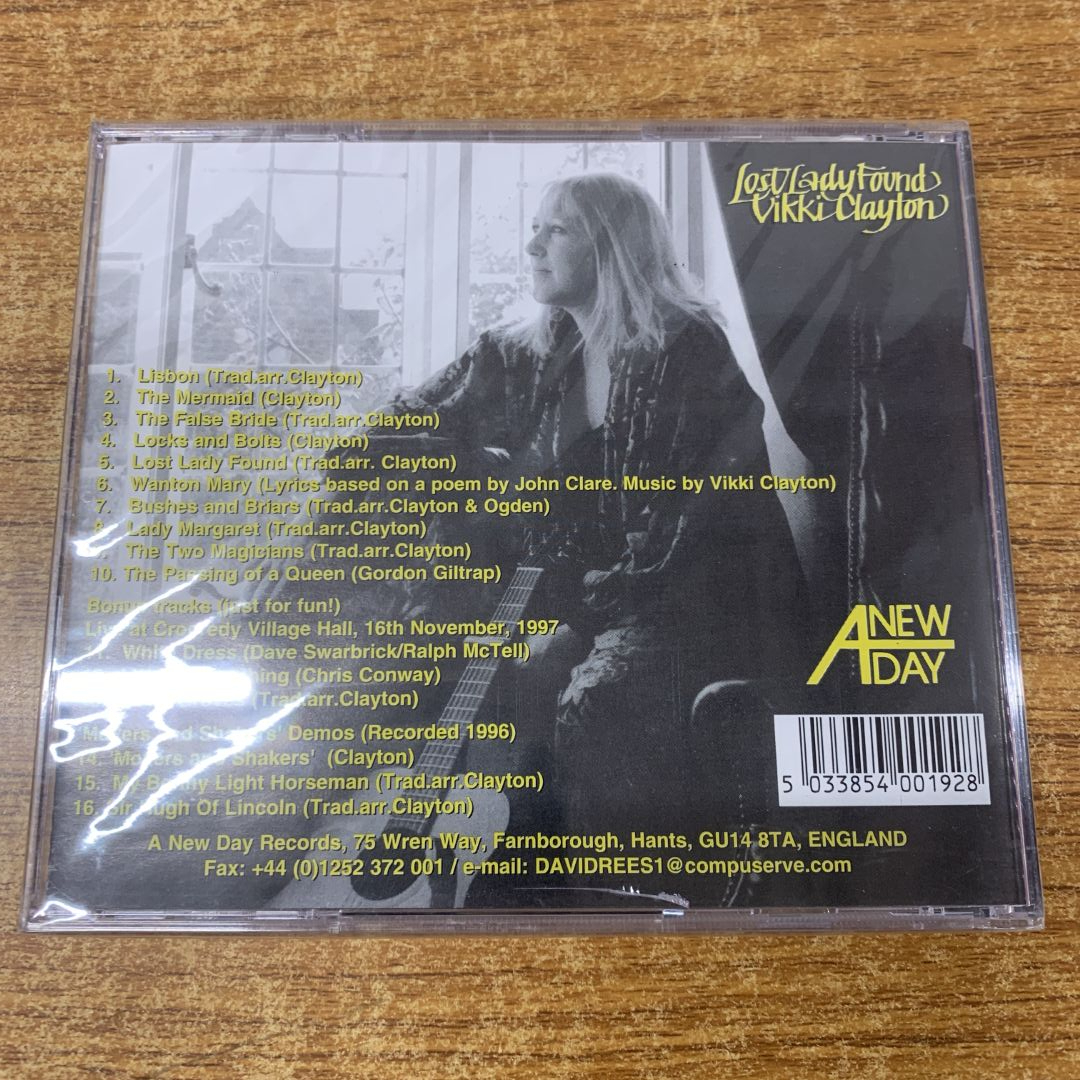 Lost Lady Found
Vikki Clayton
1. Lisbon (Trad.arr.Clayton)
2. The Mermaid (Clayton)
3. The False Bride (Trad.arr.Clayton)
4. Locks and Bolts (Clayton)
5. Lost Lady Found (Trad.arr. Clayton)
6. Wanton Mary (Lyrics based on a poem by John Clare. Music by Vikki Clayton)
7. Bushes and Briars (Trad.arr.Clayton & Ogden)
8. Lady Margaret (Trad.arr.Clayton)
The Two Magicians (Trad.arr.Clayton)
10. The Passing of a Queen (Gordon Giltrap)
Bonus tracks (just for fun!)
Live at Cropredy Village Hall, 16th November, 1997
11. White Dress (Dave Swarbrick/Ralph McTell)
(Chris Conway)
(Trad.arr.Clayton)
'Movers and Shakers' Demos (Recorded 1996)
14. 'Movers and Shakers' (Clayton)
15. My Bonny Light Horseman (Trad.arr.Clayton)
16. Sir Hugh Of Lincoln (Trad.arr.Clayton)
A NEW DAY
5 033854 001928
A New Day Records, 75 Wren Way, Farnborough, Hants, GU14 8TA, ENGLAND
Fax: +44 (0)1252 372 001 / e-mail: DAVIDREES1@compuserve.com